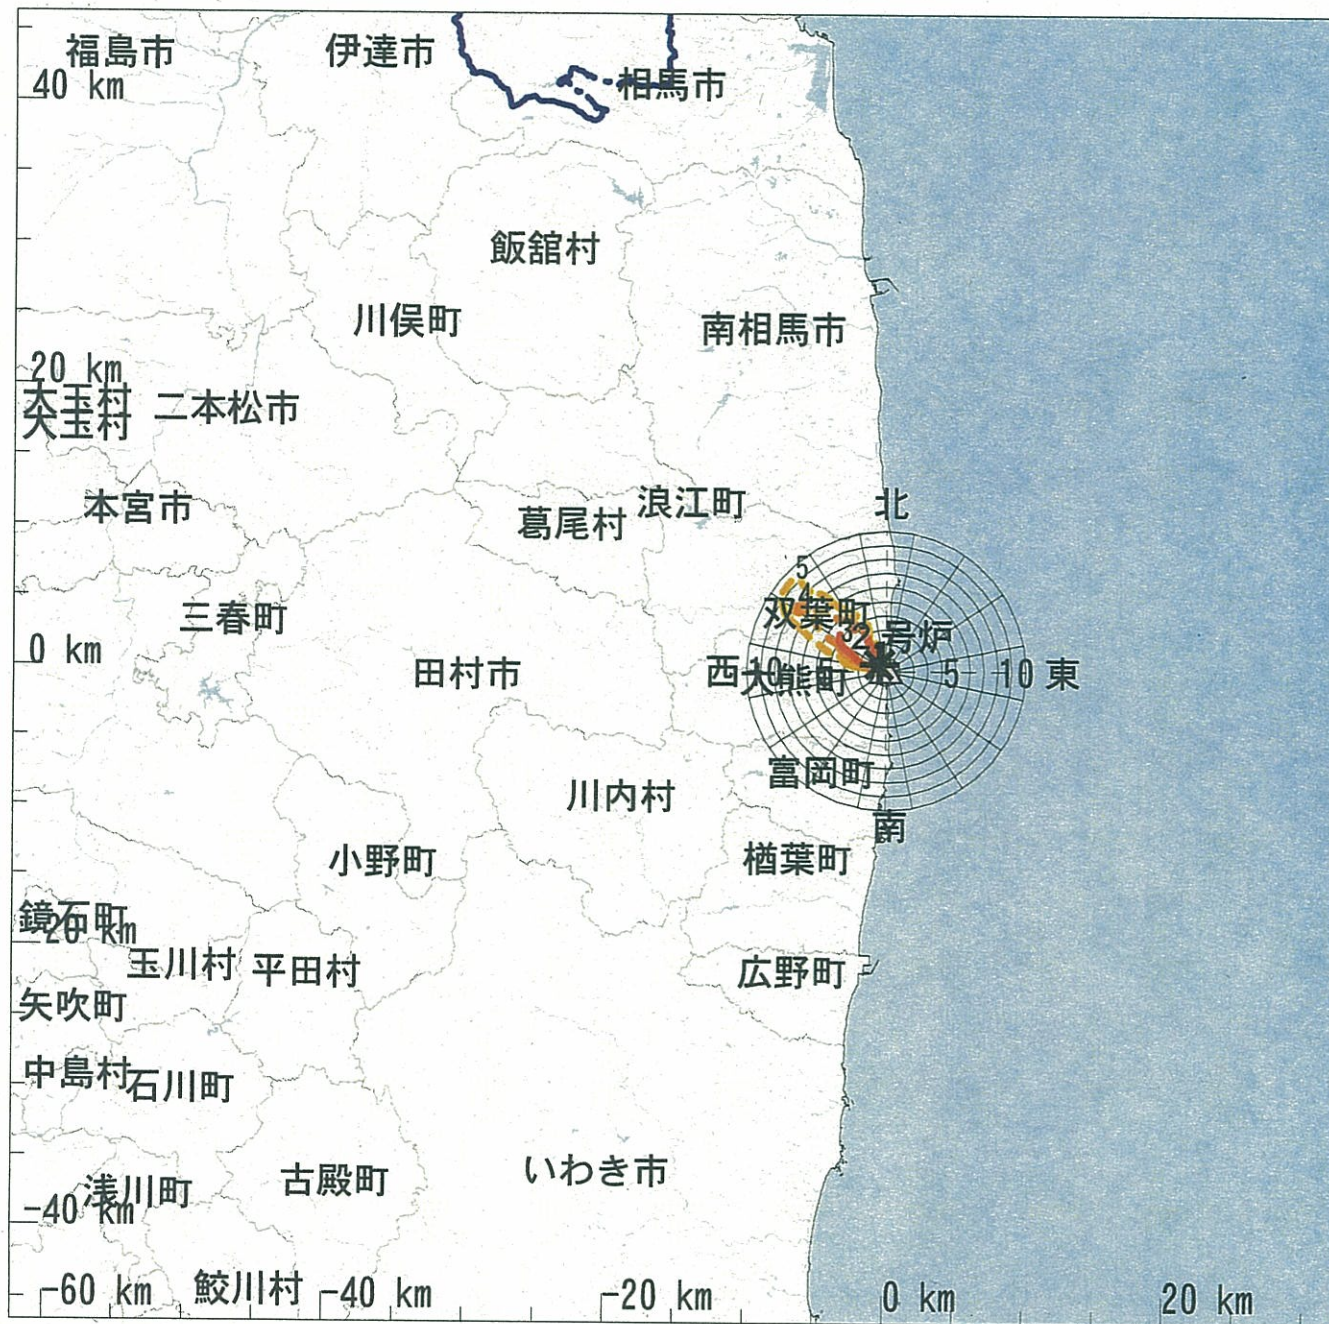 福島市
伊達市
40 km
相馬市
飯舘村
川俣町
南相馬市
20 km
大玉村
二本松市
大玉村
本宮市
葛尾村
浪江町
北
5
4
三春町
双葉町
32
号炉
0 km
田村市
西
10
5
大熊町
5
10
東
富岡町
川内村
南
小野町
楢葉町
鏡石町
-20 km
玉川村
平田村
広野町
矢吹町
中島村
石川町
いわき市
古殿町
浅川町
-40 km
-60 km
鮫川村
-40 km
-20 km
0 km
20 km